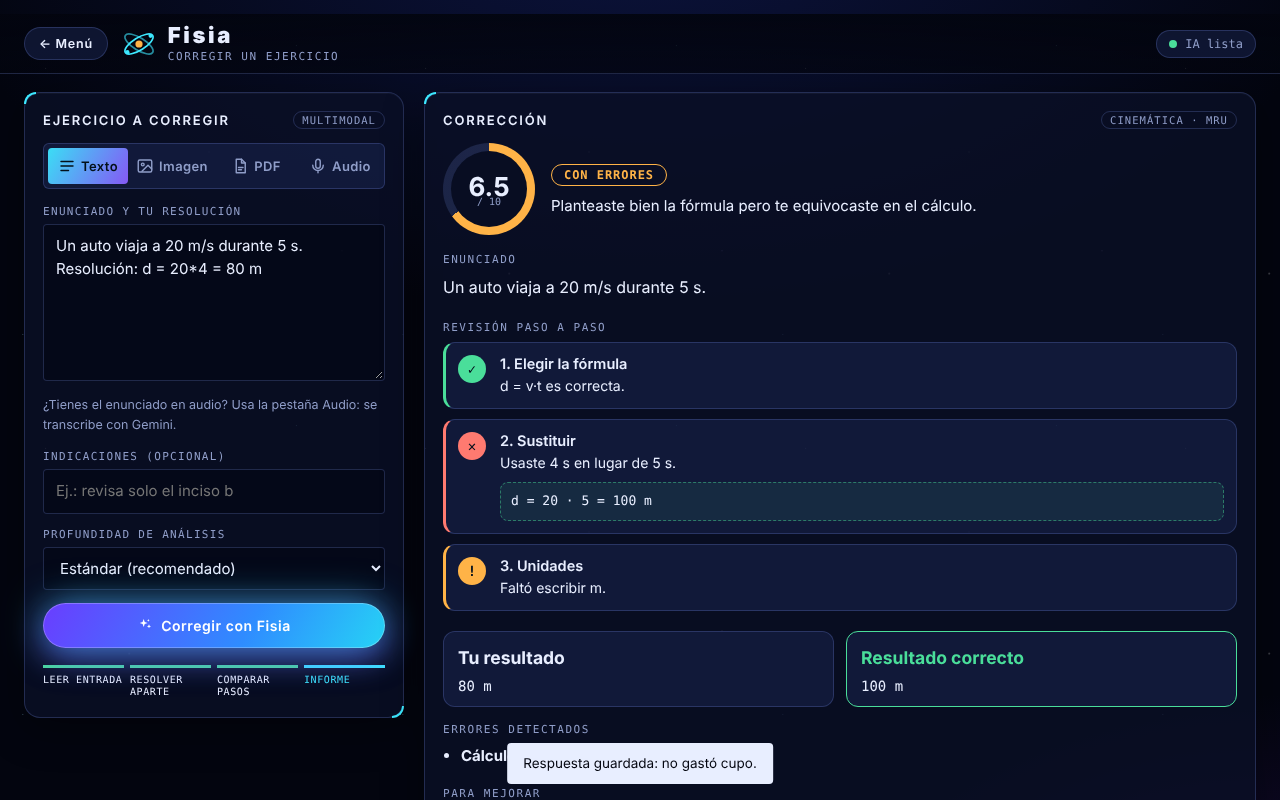 ← Menú
Fisia
CORREGIR UN EJERCICIO
IA lista
EJERCICIO A CORREGIR
MULTIMODAL
Texto
Imagen
PDF
Audio
ENUNCIADO Y TU RESOLUCIÓN
Un auto viaja a 20 m/s durante 5 s.
Resolución: d = 20*4 = 80 m
¿Tienes el enunciado en audio? Usa la pestaña Audio: se
transcribe con Gemini.
INDICACIONES (OPCIONAL)
Ej.: revisa solo el inciso b
PROFUNDIDAD DE ANÁLISIS
Estándar (recomendado)
Corregir con Fisia
LEER ENTRADA
RESOLVER
APARTE
COMPARAR
PASOS
INFORME
CORRECCIÓN
CINEMÁTICA · MRU
6.5
/ 10
CON ERRORES
Planteaste bien la fórmula pero te equivocaste en el cálculo.
ENUNCIADO
Un auto viaja a 20 m/s durante 5 s.
REVISIÓN PASO A PASO
✓
1. Elegir la fórmula
d = v·t es correcta.
✕
2. Sustituir
Usaste 4 s en lugar de 5 s.
d = 20 · 5 = 100 m
!
3. Unidades
Faltó escribir m.
Tu resultado
80 m
Resultado correcto
100 m
ERRORES DETECTADOS
• Cálcul
Respuesta guardada: no gastó cupo.
PARA MEJORAR